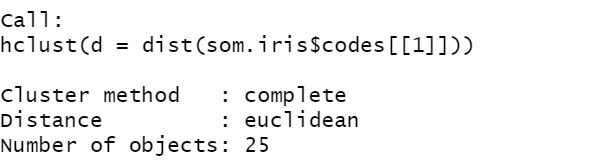 Call:
hclust(d = dist(som.iris$codes[[1]]))
Cluster method   : complete
Distance         : euclidean
Number of objects: 25